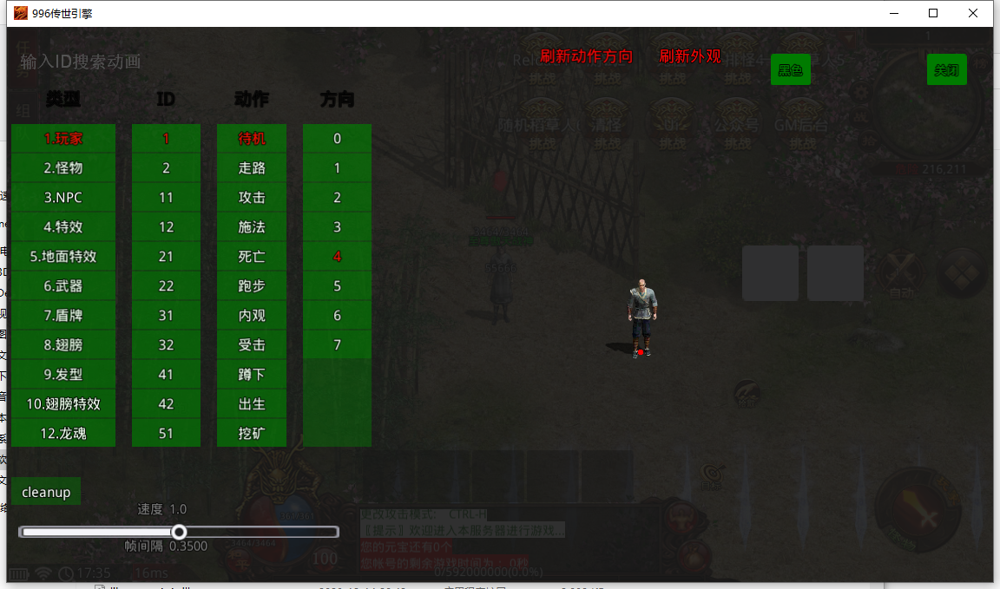 996传世引擎
输入ID搜索动画
刷新动作方向
刷新外观
黑色
关闭
类型 ID 动作 方向
1.玩家 1 待机 0
2.怪物 2 走路 1
3.NPC 11 攻击 2
4.特效 12 施法 3
5.地面特效 21 死亡 4
6.武器 22 跑步 5
7.盾牌 31 内观 6
8.翅膀 32 受击 7
9.发型 41 蹲下
10.翅膀特效 42 出生
12.龙魂 51 挖矿
挑战 挑战 挑战 挑战 挑战
公众号 GM后台
挑战 挑战 挑战 挑战 挑战
216,211
3464/3464
自动
cleanup
速度 1.0
帧间隔 0.3500
17:35 16ms
3464/3464
100
更改攻击模式: CTRL-H
『提示』欢迎进入本服务器进行游戏...
您的元宝还有0个
您帐号的剩余游戏时间为 0秒
0/592000000(0.0%)